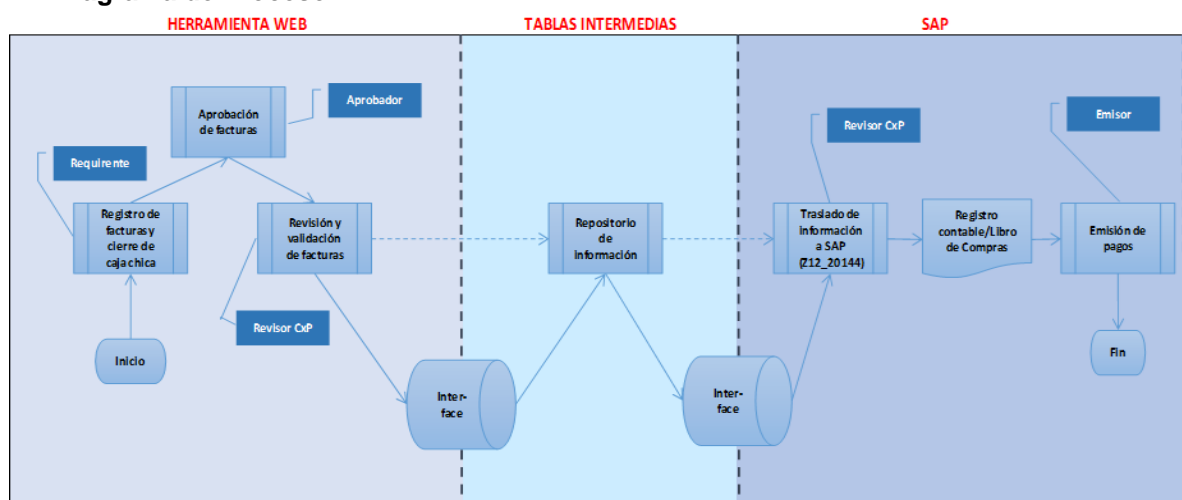 HERRAMIENTA WEB
TABLAS INTERMEDIAS
SAP
Aprobación
de facturas
Aprobador
Requirente
Registro de
facturas y
cierre de
caja chica
Revisión y
validación
de facturas
Revisor CxP
Inicio
Inter-
face
Repositorio
de
información
Inter-
face
Revisor CxP
Traslado de
información
a SAP
(Z12_20144)
Registro
contable/Libro
de Compras
Emisor
Emisión de
pagos
Fin